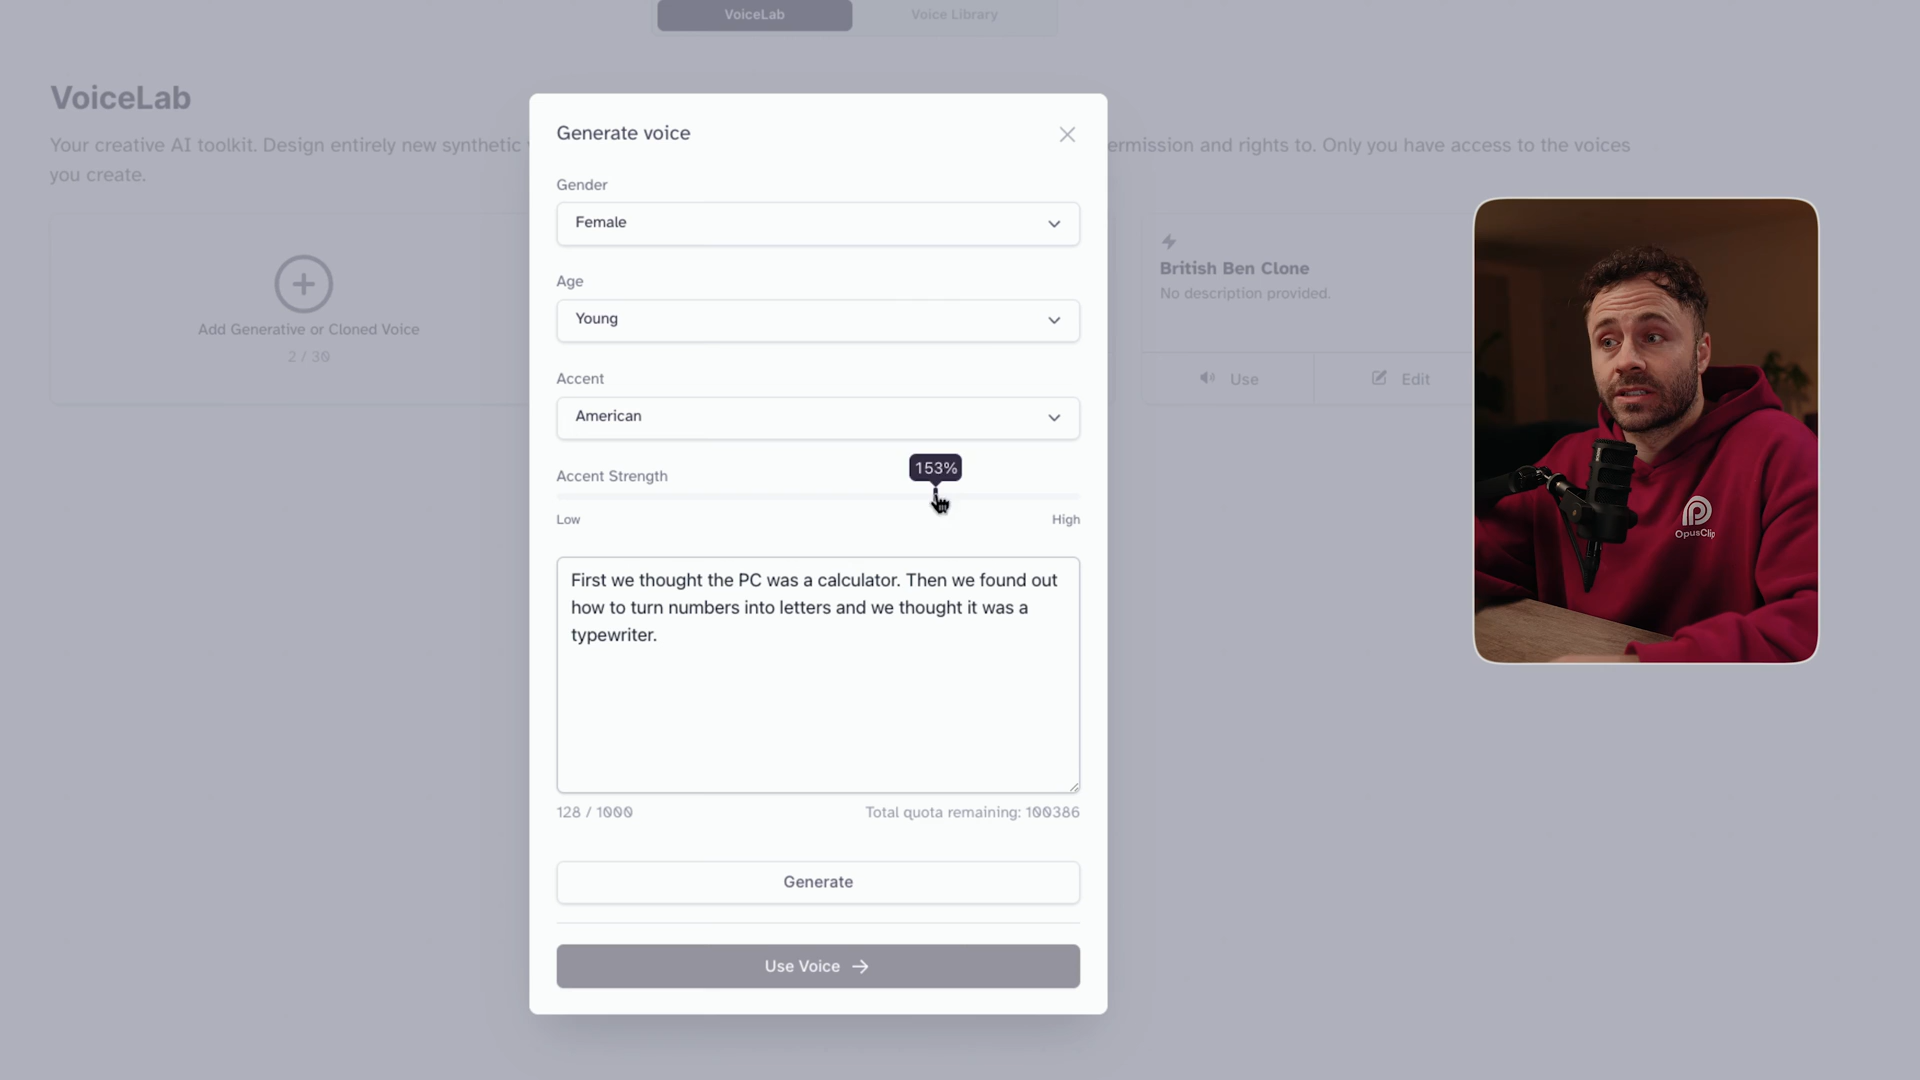 VoiceLab
Voice Library
VoiceLab
Your creative AI toolkit. Design entirely new synthetic
ermission and rights to. Only you have access to the voices
you create.
Add Generative or Cloned Voice
2 / 30
British Ben Clone
No description provided.
Use
Edit
Generate voice
Gender
Female
Age
Young
Accent
American
Accent Strength
153%
Low
High
First we thought the PC was a calculator. Then we found out
how to turn numbers into letters and we thought it was a
typewriter.
128 / 1000
Total quota remaining: 100386
Generate
Use Voice →
OpusClip